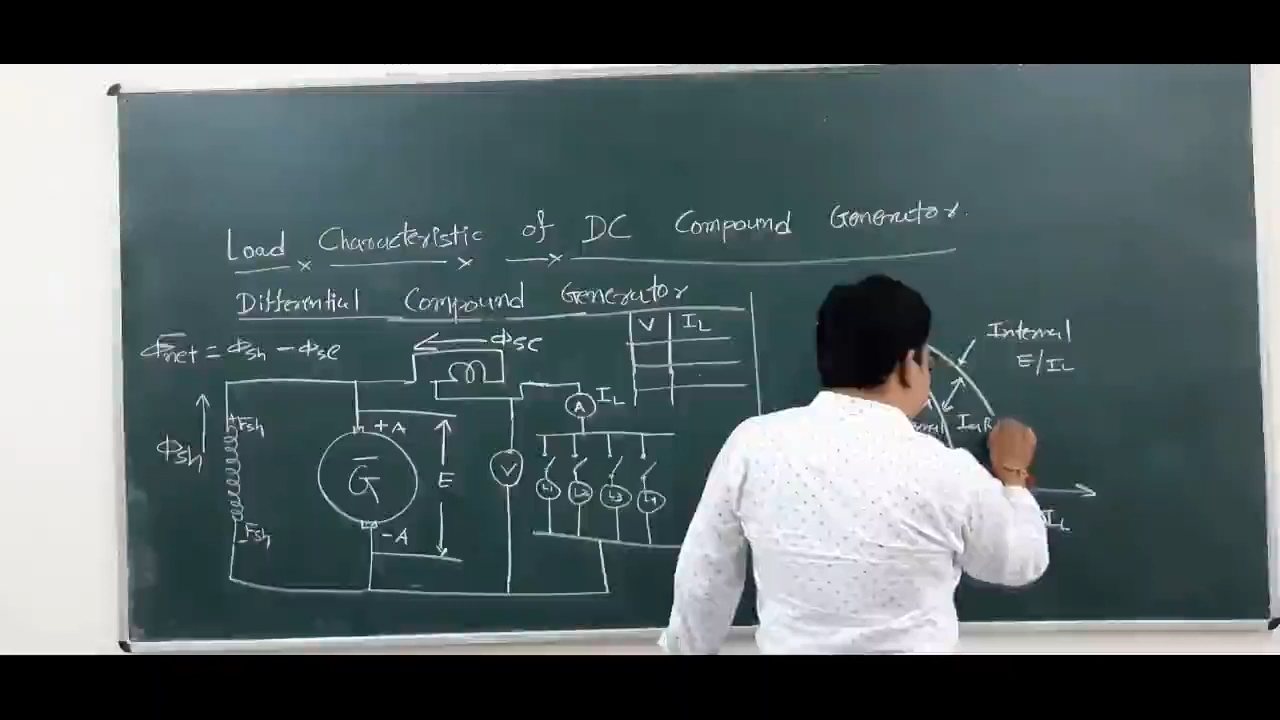 Load Characteristic of DC Compound Generator.
Differential Compound Generator
Φnet = Φsh - Φse
Φse
V IL
Internal
E/IL
A IL
+Fsh
+A
Φsh
G
E
V
L1 L2 L3 L4
-Fsh
-A
IL